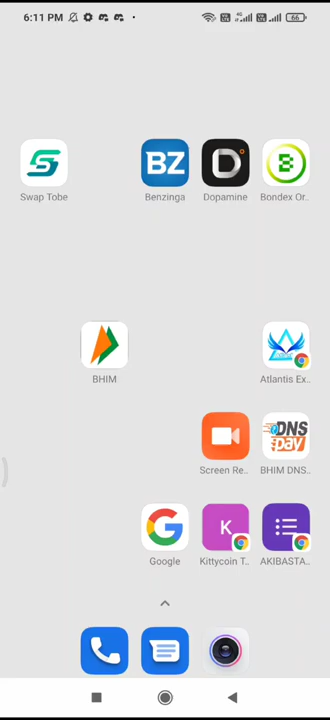 6:11 PM
66
Swap Tobe
BZ
Benzinga
D
Dopamine
B
Bondex Or..
BHIM
Atlantis Ex..
Screen Re..
DNS
pay
BHIM DNS..
G
Google
K
Kittycoin T..
AKIBASTA..